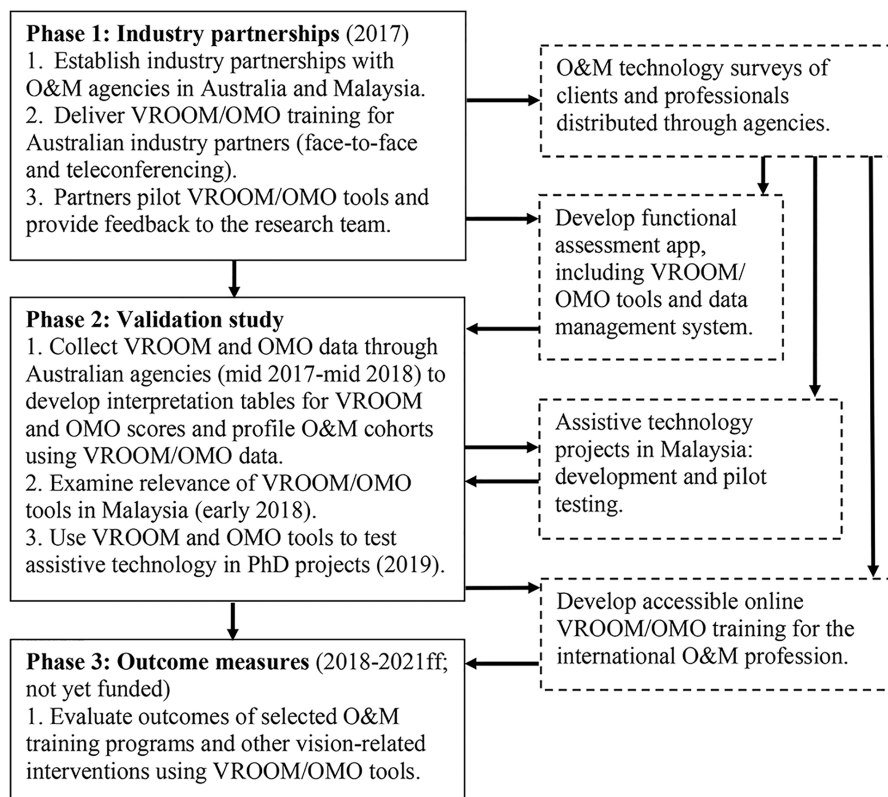 Phase 1: Industry partnerships (2017)
1. Establish industry partnerships with
O&M agencies in Australia and Malaysia.
2. Deliver VROOM/OMO training for
Australian industry partners (face-to-face
and teleconferencing).
3. Partners pilot VROOM/OMO tools and
provide feedback to the research team.
O&M technology surveys of
clients and professionals
distributed through agencies.
Develop functional
assessment app,
including VROOM/
OMO tools and data
management system.
Phase 2: Validation study
1. Collect VROOM and OMO data through
Australian agencies (mid 2017-mid 2018) to
develop interpretation tables for VROOM
and OMO scores and profile O&M cohorts
using VROOM/OMO data.
2. Examine relevance of VROOM/OMO
tools in Malaysia (early 2018).
3. Use VROOM and OMO tools to test
assistive technology in PhD projects (2019).
Assistive technology
projects in Malaysia:
development and pilot
testing.
Develop accessible online
VROOM/OMO training for the
international O&M profession.
Phase 3: Outcome measures (2018-2021ff;
not yet funded)
1. Evaluate outcomes of selected O&M
training programs and other vision-related
interventions using VROOM/OMO tools.